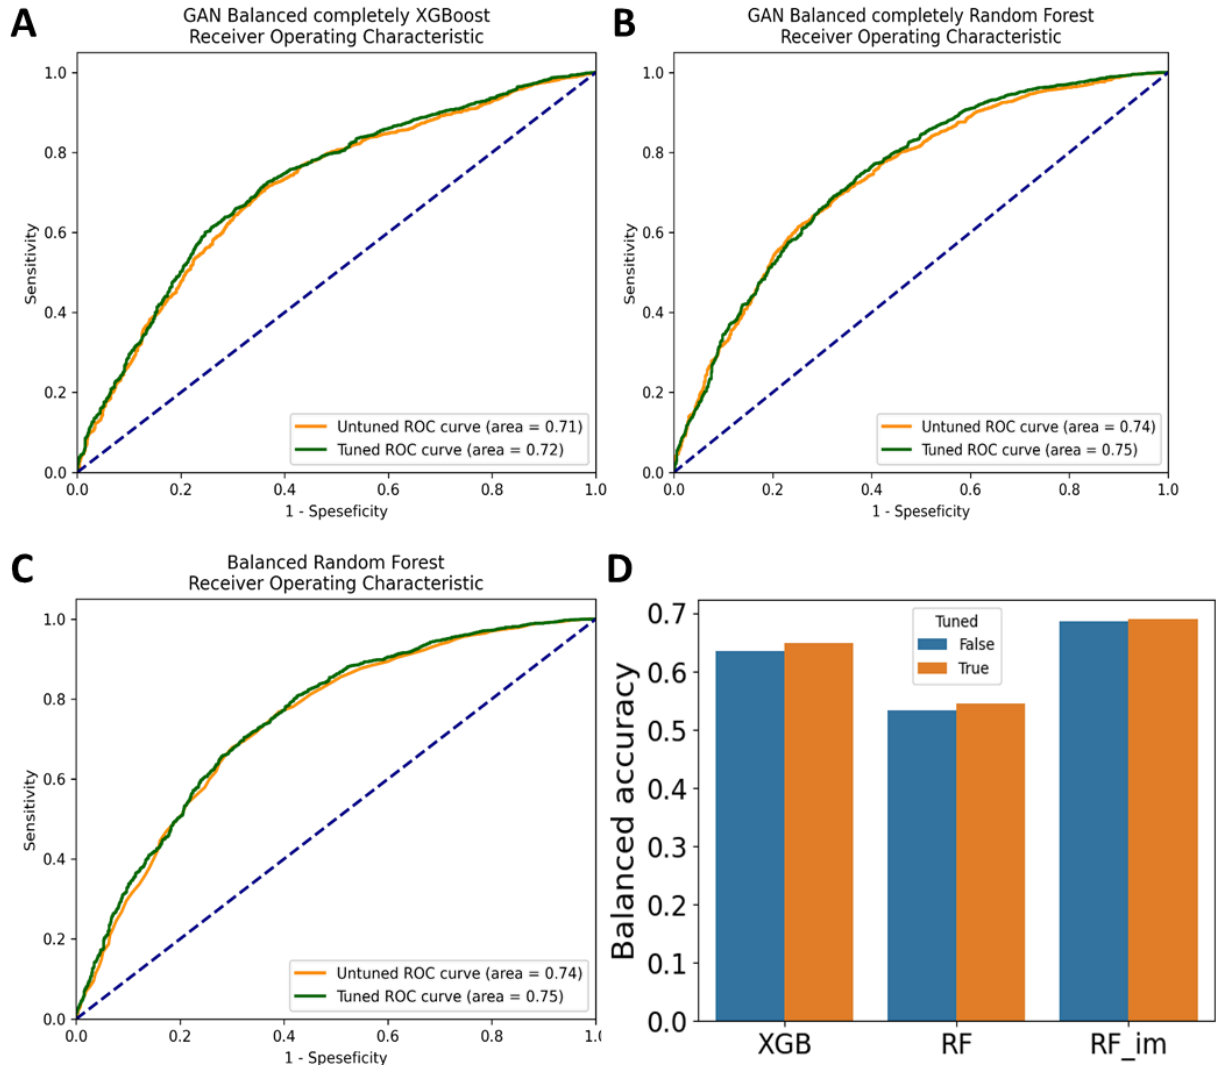 A
GAN Balanced completely XGBoost
Receiver Operating Characteristic
1.0
0.8
0.6
0.4
0.2
0.0
Sensitivity
Untuned ROC curve (area = 0.71)
Tuned ROC curve (area = 0.72)
0.0 0.2 0.4 0.6 0.8 1.0
1 - Speseficity
B
GAN Balanced completely Random Forest
Receiver Operating Characteristic
1.0
0.8
0.6
0.4
0.2
0.0
Sensitivity
Untuned ROC curve (area = 0.74)
Tuned ROC curve (area = 0.75)
0.0 0.2 0.4 0.6 0.8 1.0
1 - Speseficity
C
Balanced Random Forest
Receiver Operating Characteristic
1.0
0.8
0.6
0.4
0.2
0.0
Sensitivity
Untuned ROC curve (area = 0.74)
Tuned ROC curve (area = 0.75)
0.0 0.2 0.4 0.6 0.8 1.0
1 - Speseficity
D
0.7
0.6
0.5
0.4
0.3
0.2
0.1
0.0
Balanced accuracy
Tuned
False
True
XGB RF RF_im